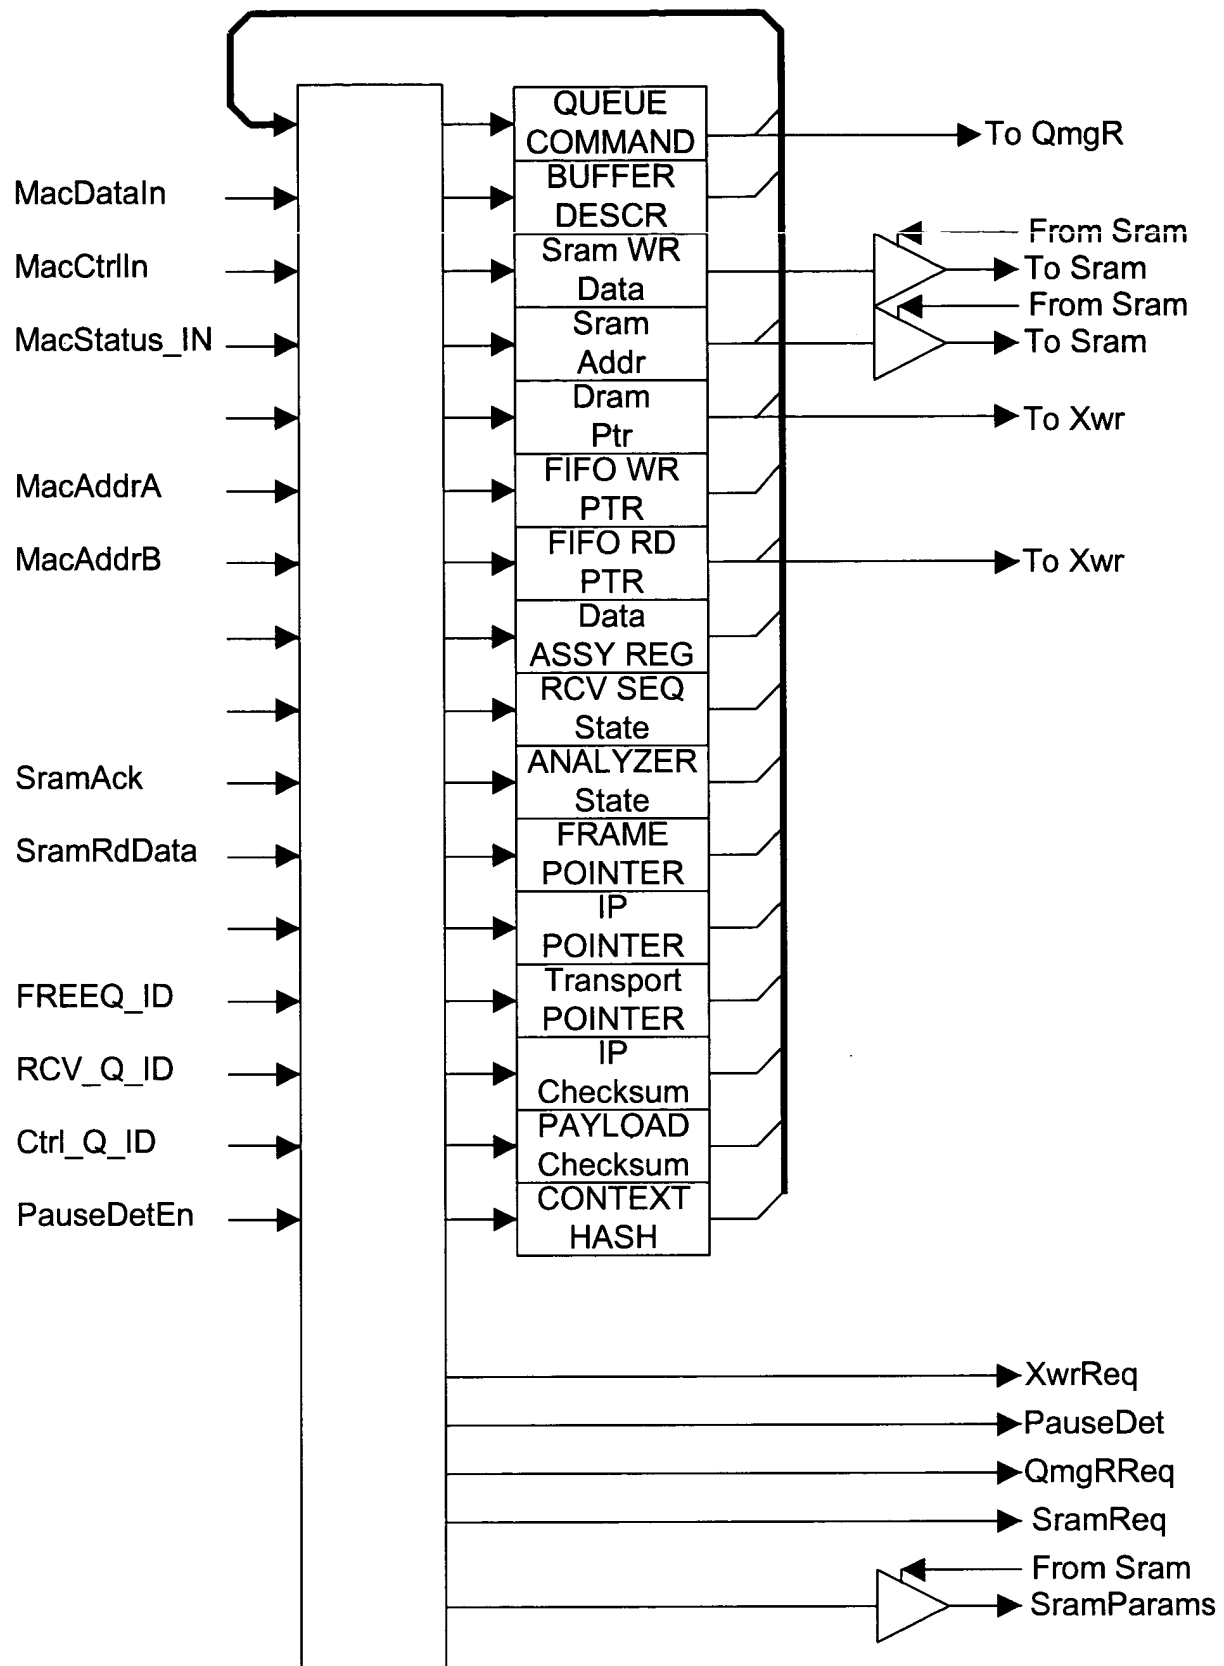 QUEUE
COMMAND
To QmgR
MacDataIn
BUFFER
DESCR
From Sram
MacCtrlIn
Sram WR
Data
To Sram
From Sram
MacStatus_IN
Sram
Addr
To Sram
Dram
Ptr
To Xwr
MacAddrA
FIFO WR
PTR
MacAddrB
FIFO RD
PTR
To Xwr
Data
ASSY REG
RCV SEQ
State
SramAck
ANALYZER
State
SramRdData
FRAME
POINTER
IP
POINTER
FREEQ_ID
Transport
POINTER
RCV_Q_ID
IP
Checksum
Ctrl_Q_ID
PAYLOAD
Checksum
PauseDetEn
CONTEXT
HASH
XwrReq
PauseDet
QmgRReq
SramReq
From Sram
SramParams